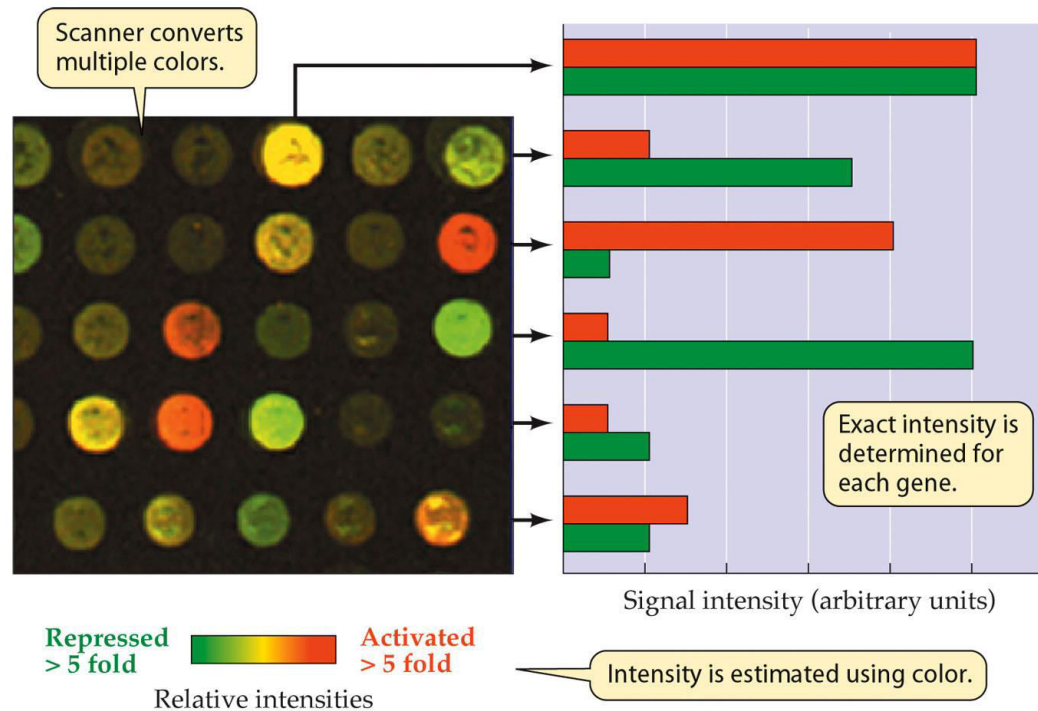 Scanner converts
multiple colors.
Exact intensity is
determined for
each gene.
Signal intensity (arbitrary units)
Repressed
> 5 fold
Activated
> 5 fold
Relative intensities
Intensity is estimated using color.